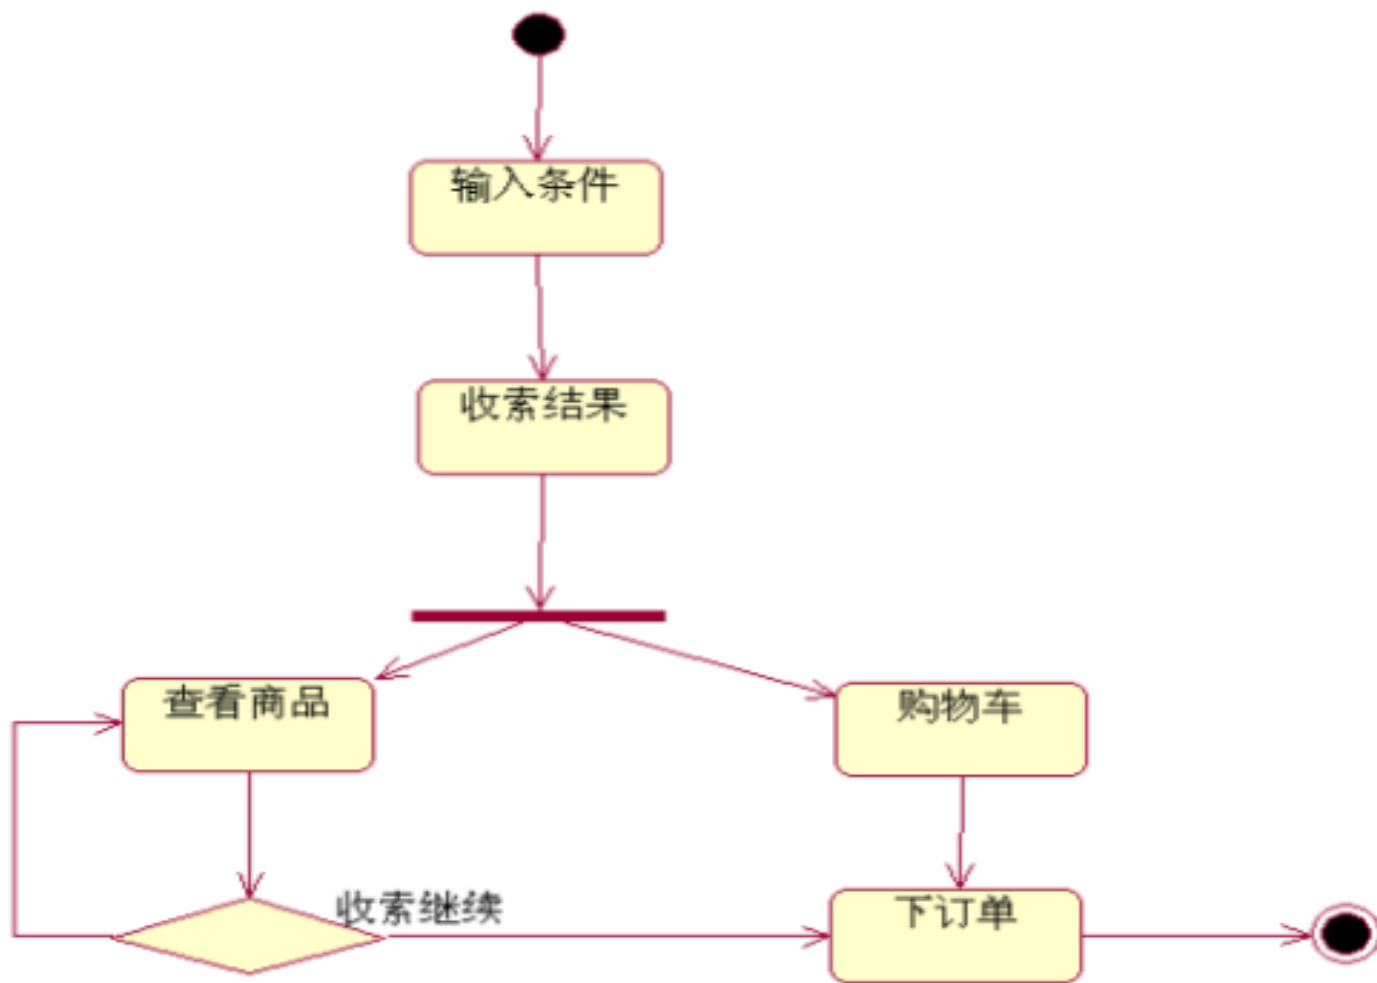 输入条件
收索结果
查看商品
购物车
收索继续
下订单